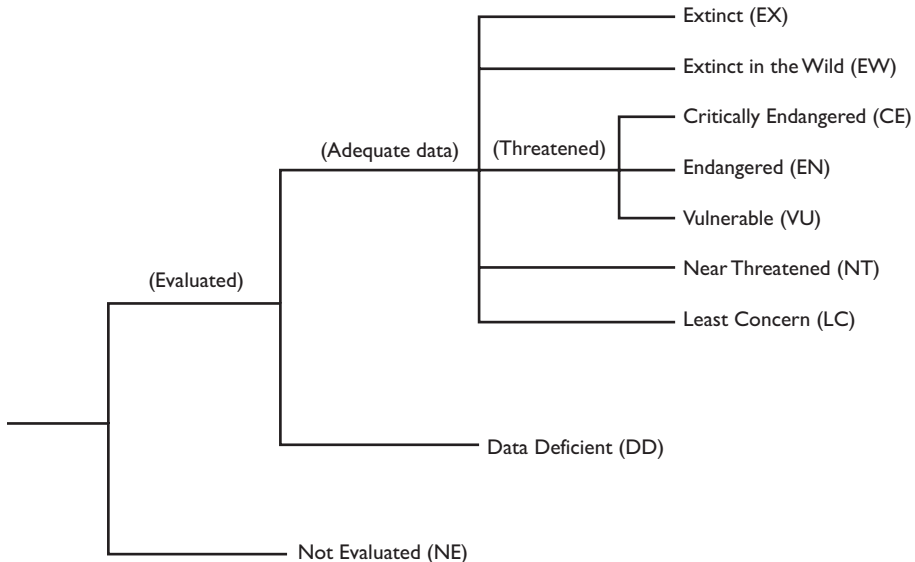 Extinct (EX)
Extinct in the Wild (EW)
Critically Endangered (CE)
(Adequate data)
(Threatened)
Endangered (EN)
Vulnerable (VU)
Near Threatened (NT)
(Evaluated)
Least Concern (LC)
Data Deficient (DD)
Not Evaluated (NE)